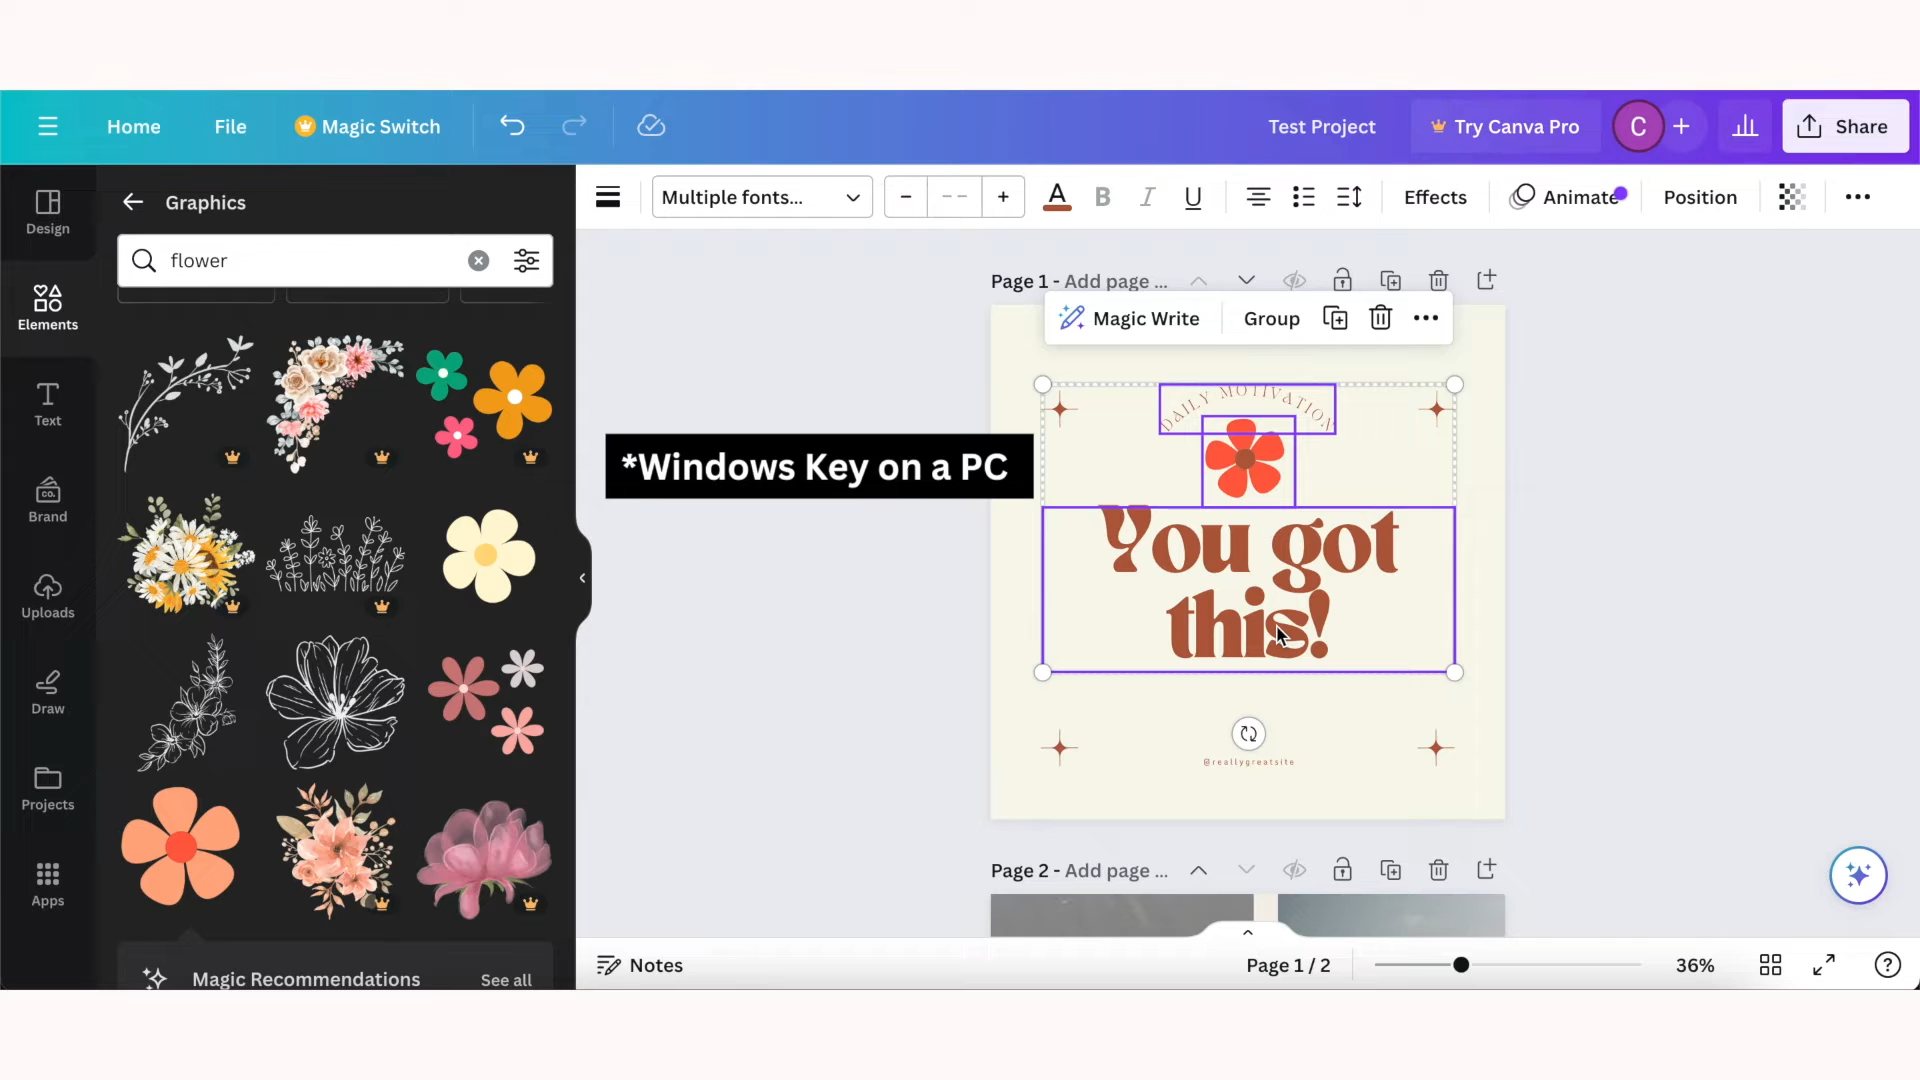 Home File Magic Switch Test Project Try Canva Pro C + Share
Design
Elements
Text
Brand
CO.
Uploads
Draw
Projects
Apps
Graphics
flower
Magic Recommendations See all
Multiple fonts... − -- + A B I U Effects Animate Position
Page 1 - Add page ...
Magic Write Group
DAILY MOTIVATION
*Windows Key on a PC
You got
this!
@reallygreatsite
Page 2 - Add page ...
Notes Page 1 / 2 36% ?